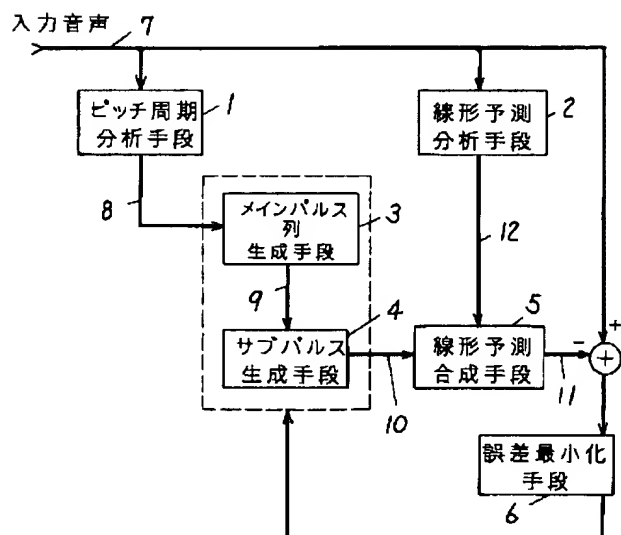 入力音声
7
ピッチ周期
分析手段
1
線形予測
分析手段
2
8
メインパルス
列
生成手段
3
12
9
サブパルス
生成手段
4
10
線形予測
合成手段
5
11
-
+
+
誤差最小化
手段
6